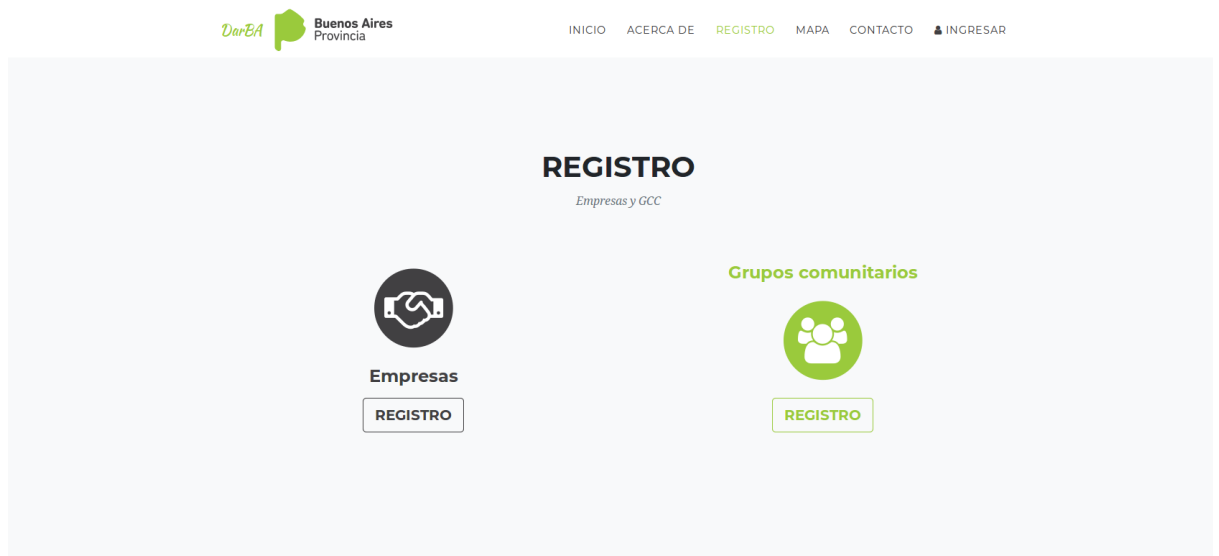 DarBA
Buenos Aires
Provincia
INICIO ACERCA DE REGISTRO MAPA CONTACTO INGRESAR
REGISTRO
Empresas y GCC
Empresas
REGISTRO
Grupos comunitarios
REGISTRO